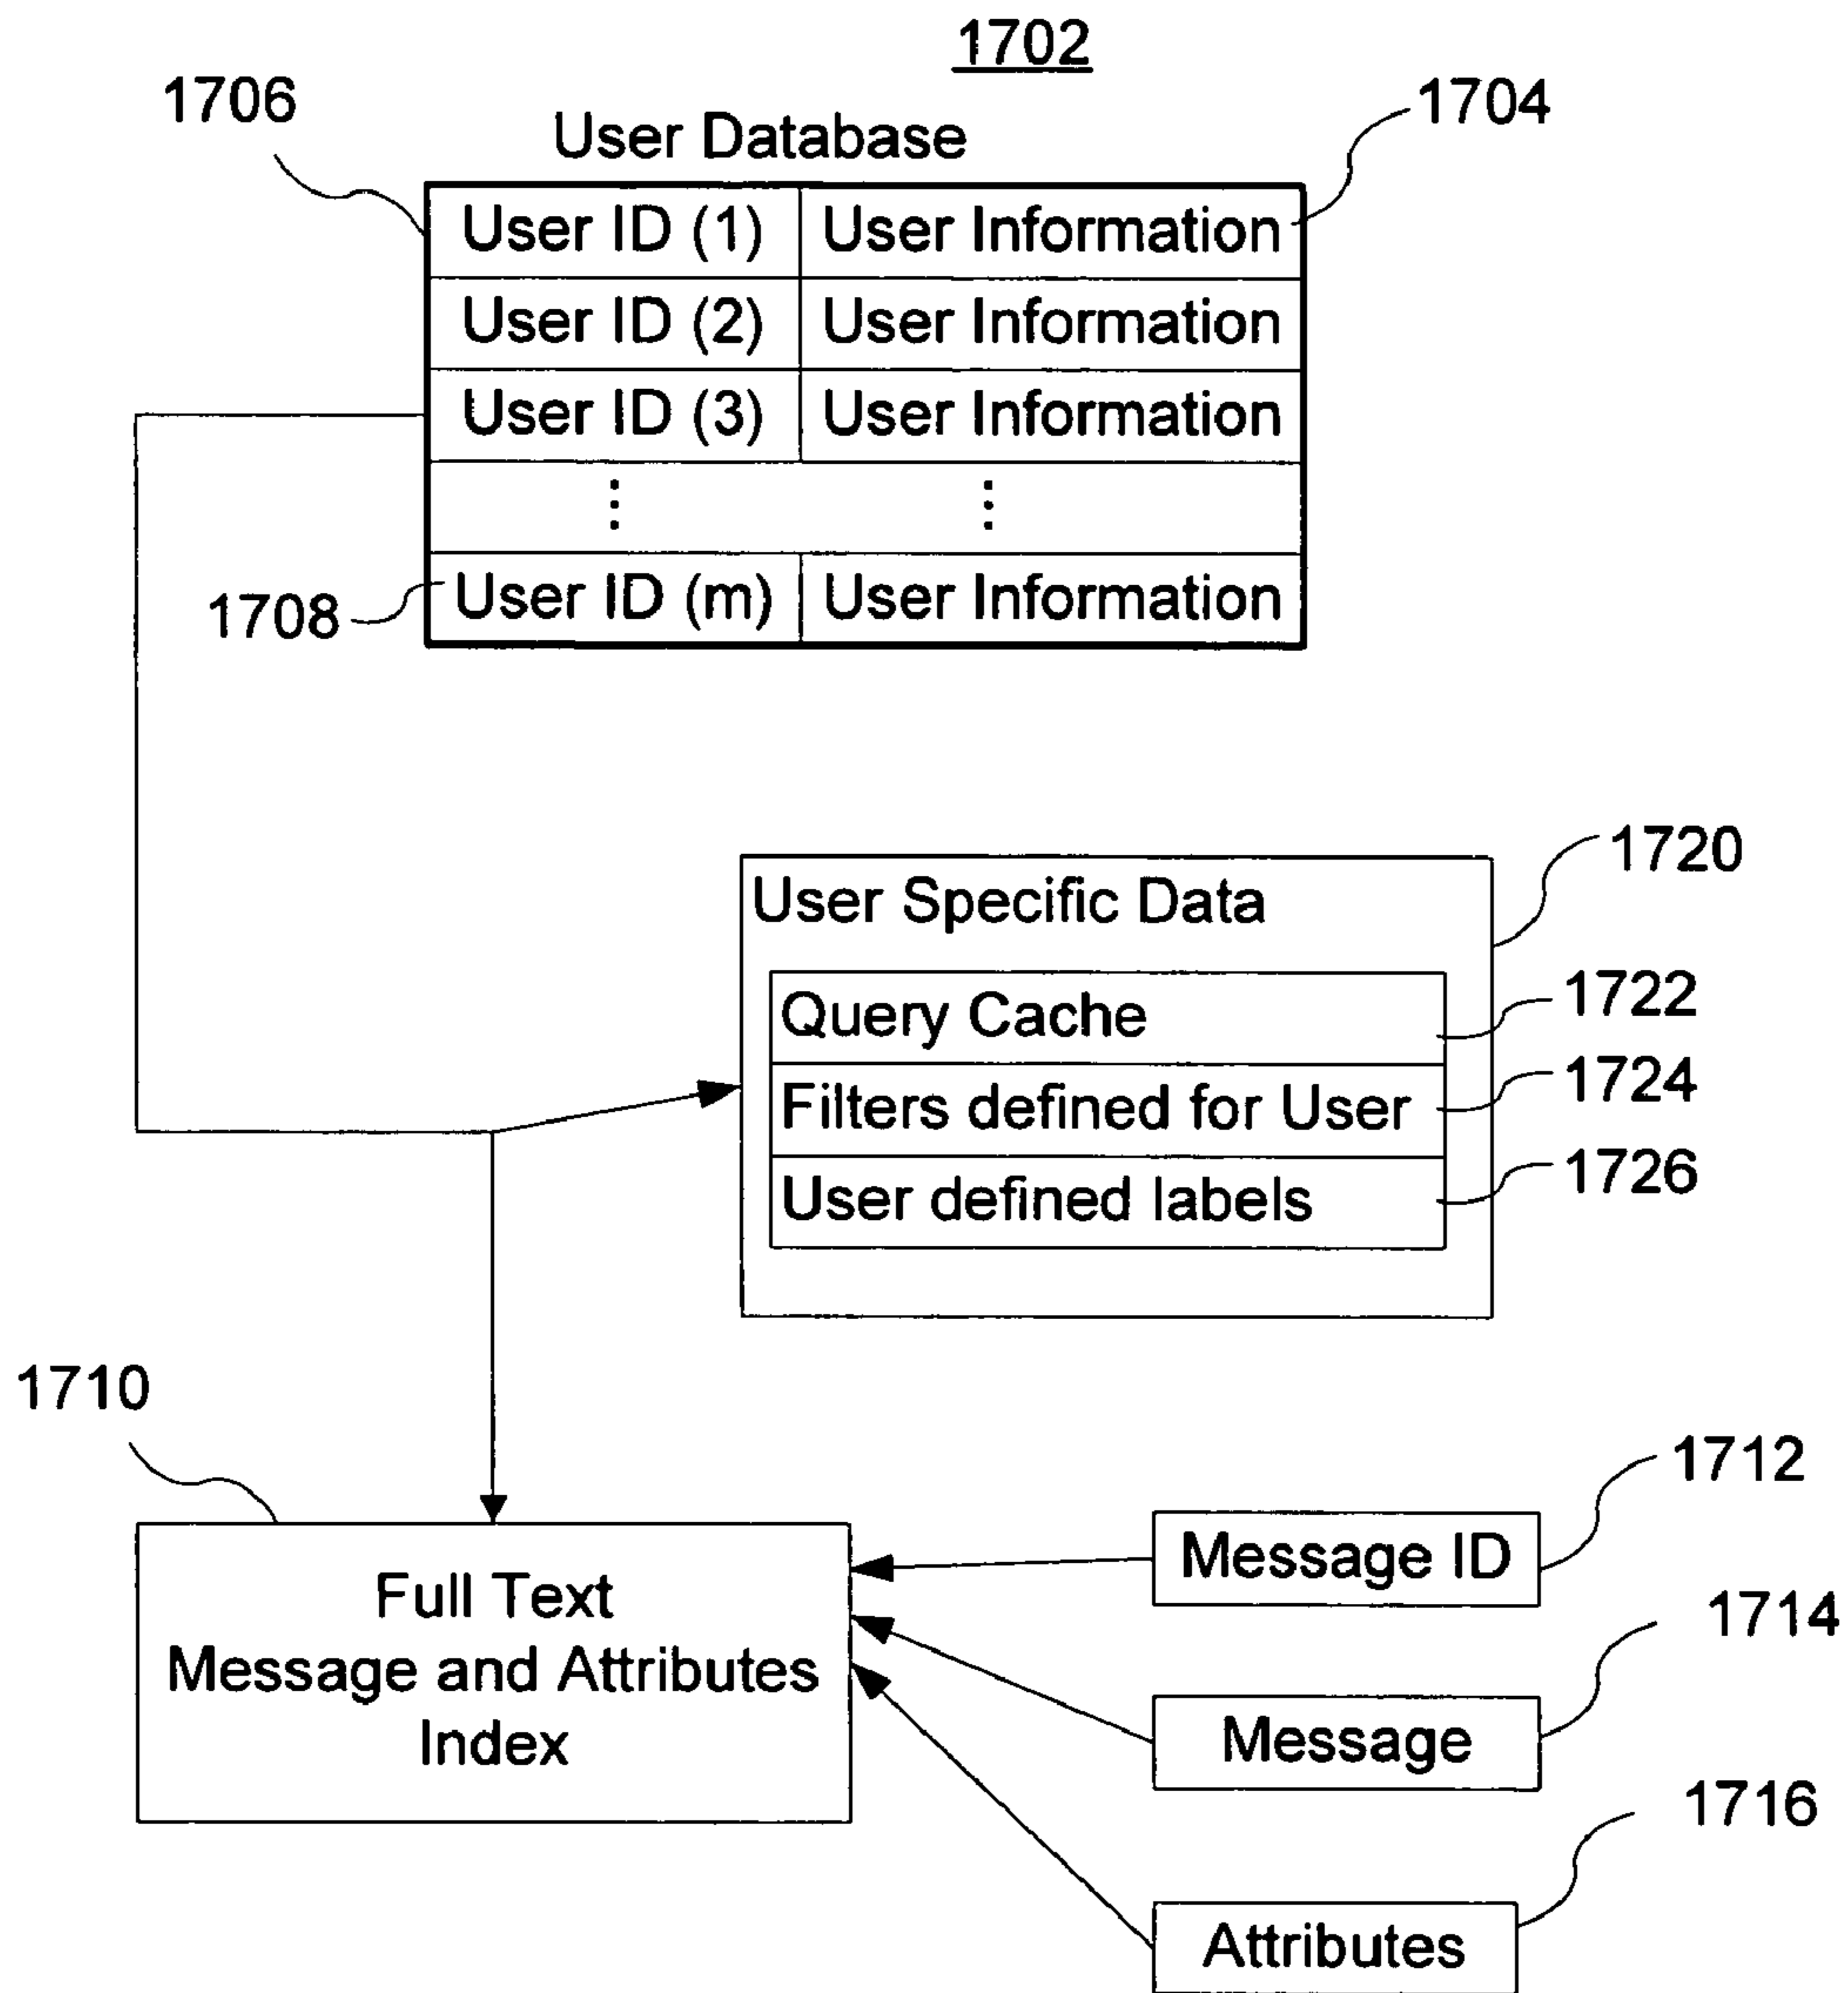 1702
1706
1704
User Database
User ID (1) User Information
User ID (2) User Information
User ID (3) User Information
⋮ ⋮
User ID (m) User Information
1708
1720
User Specific Data
Query Cache
1722
Filters defined for User
1724
User defined labels
1726
1710
Full Text
Message and Attributes
Index
Message ID
1712
Message
1714
Attributes
1716